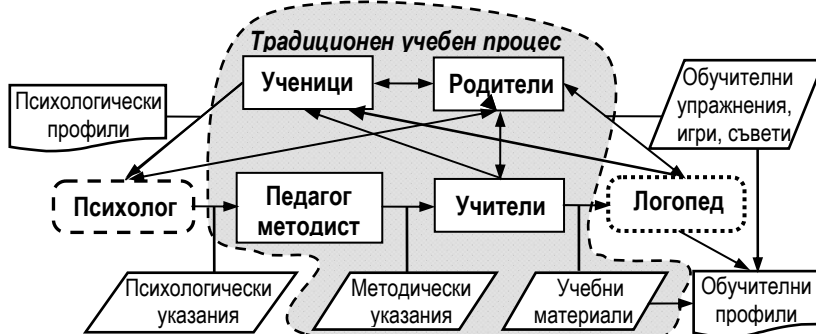 Традиционен учебен процес
Ученици
Родители
Психологически
профили
Обучителни
упражнения,
игри, съвети
Психолог
Педагог
методист
Учители
Логопед
Психологически
указания
Методически
указания
Учебни
материали
Обучителни
профили